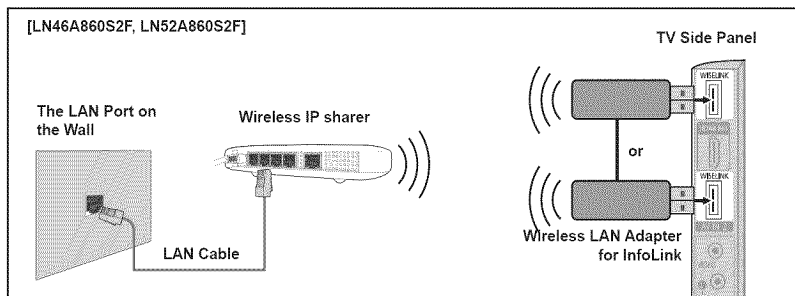 [LN46A860S2F, LN52A860S2F]
TV Side Panel
WISELINK
The LAN Port on
the Wall
Wireless IP sharer
or
WISELINK
LAN Cable
Wireless LAN Adapter
for InfoLink